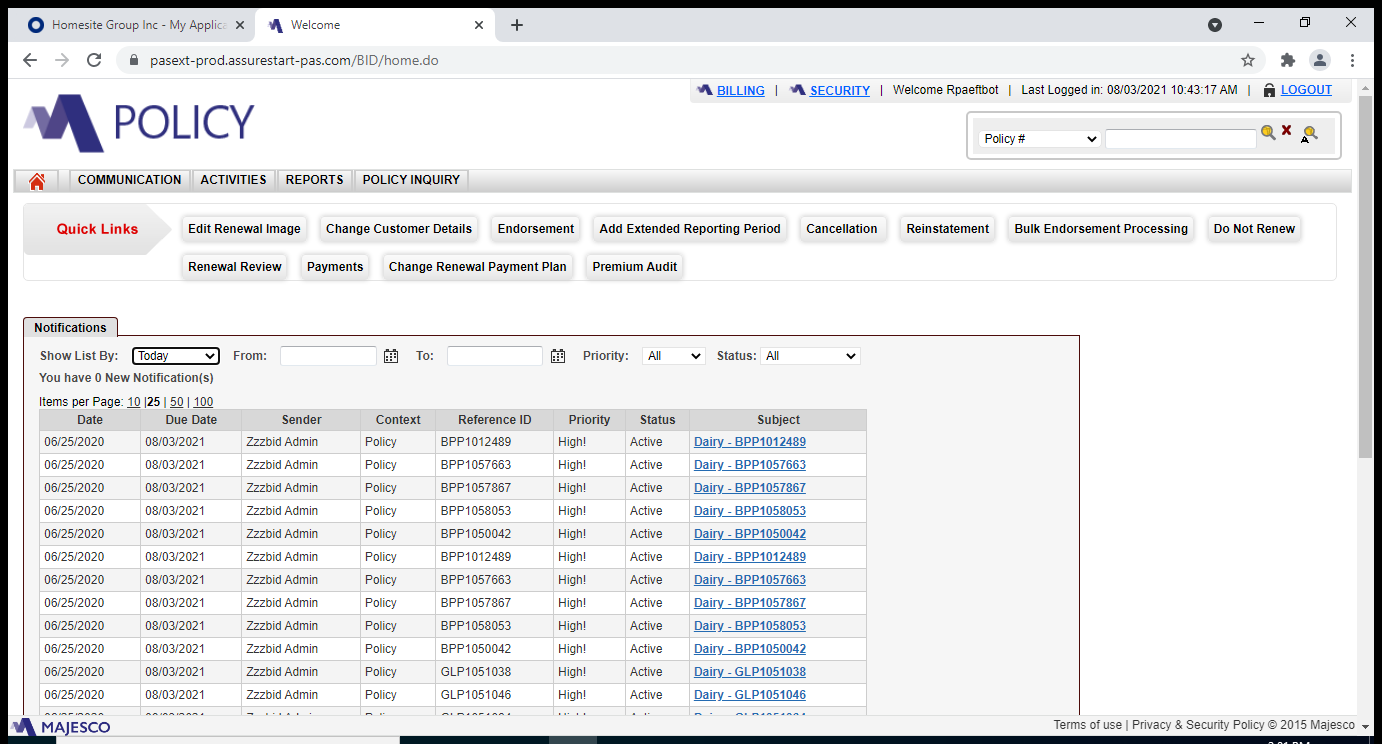 Homesite Group Inc - My Applica
Welcome
pasext-prod.assurestart-pas.com/BID/home.do
BILLING | SECURITY | Welcome Rpaeftbot | Last Logged in: 08/03/2021 10:43:17 AM | LOGOUT
POLICY
Policy #
COMMUNICATION ACTIVITIES REPORTS POLICY INQUIRY
Quick Links
Edit Renewal Image Change Customer Details Endorsement Add Extended Reporting Period Cancellation Reinstatement Bulk Endorsement Processing Do Not Renew
Renewal Review Payments Change Renewal Payment Plan Premium Audit
Notifications
Show List By: Today From: To: Priority: All Status: All
You have 0 New Notification(s)
Items per Page: 10 |25 | 50 | 100
Date Due Date Sender Context Reference ID Priority Status Subject
06/25/2020 08/03/2021 Zzzbid Admin Policy BPP1012489 High! Active Dairy - BPP1012489
06/25/2020 08/03/2021 Zzzbid Admin Policy BPP1057663 High! Active Dairy - BPP1057663
06/25/2020 08/03/2021 Zzzbid Admin Policy BPP1057867 High! Active Dairy - BPP1057867
06/25/2020 08/03/2021 Zzzbid Admin Policy BPP1058053 High! Active Dairy - BPP1058053
06/25/2020 08/03/2021 Zzzbid Admin Policy BPP1050042 High! Active Dairy - BPP1050042
06/25/2020 08/03/2021 Zzzbid Admin Policy BPP1012489 High! Active Dairy - BPP1012489
06/25/2020 08/03/2021 Zzzbid Admin Policy BPP1057663 High! Active Dairy - BPP1057663
06/25/2020 08/03/2021 Zzzbid Admin Policy BPP1057867 High! Active Dairy - BPP1057867
06/25/2020 08/03/2021 Zzzbid Admin Policy BPP1058053 High! Active Dairy - BPP1058053
06/25/2020 08/03/2021 Zzzbid Admin Policy BPP1050042 High! Active Dairy - BPP1050042
06/25/2020 08/03/2021 Zzzbid Admin Policy GLP1051038 High! Active Dairy - GLP1051038
06/25/2020 08/03/2021 Zzzbid Admin Policy GLP1051046 High! Active Dairy - GLP1051046
MAJESCO
Terms of use | Privacy & Security Policy © 2015 Majesco